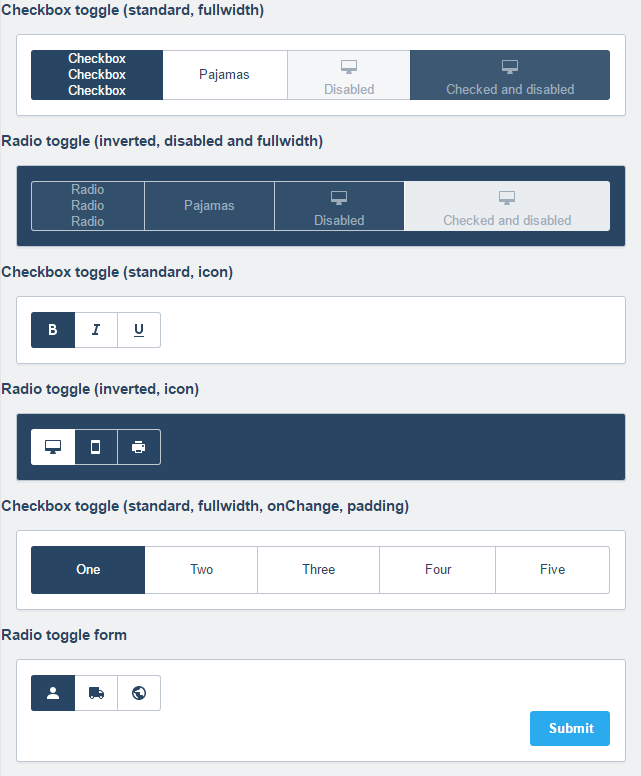 Checkbox toggle (standard, fullwidth)
Checkbox
Checkbox
Checkbox
Pajamas
Disabled
Checked and disabled
Radio toggle (inverted, disabled and fullwidth)
Radio
Radio
Radio
Pajamas
Disabled
Checked and disabled
Checkbox toggle (standard, icon)
B I U
Radio toggle (inverted, icon)
Checkbox toggle (standard, fullwidth, onChange, padding)
One Two Three Four Five
Radio toggle form
Submit